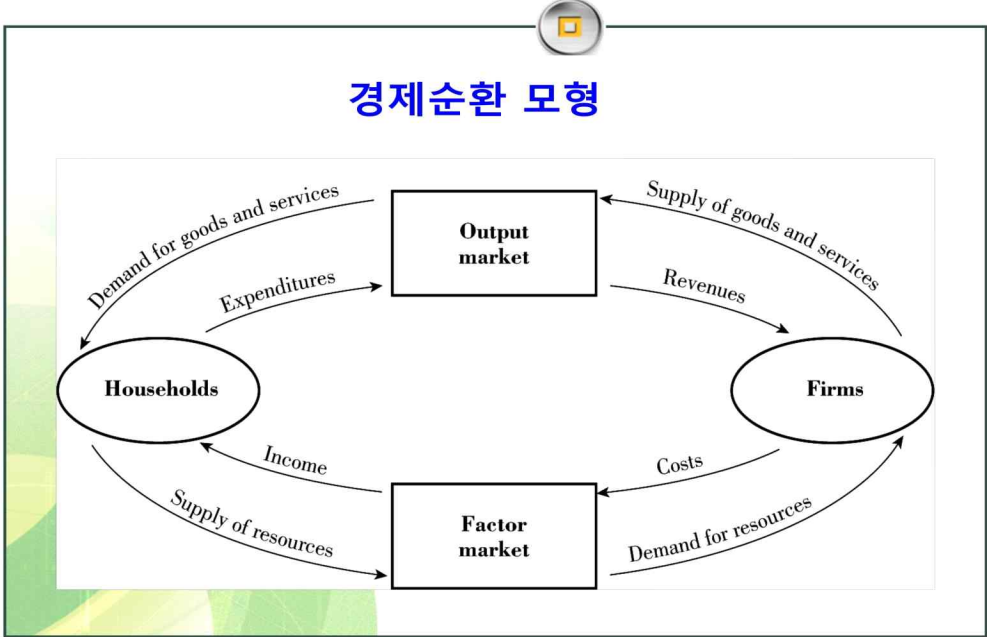 경제순환 모형
Demand for goods and services
Supply of goods and services
Output
market
Expenditures
Revenues
Households
Firms
Income
Costs
Supply of resources
Factor
market
Demand for resources